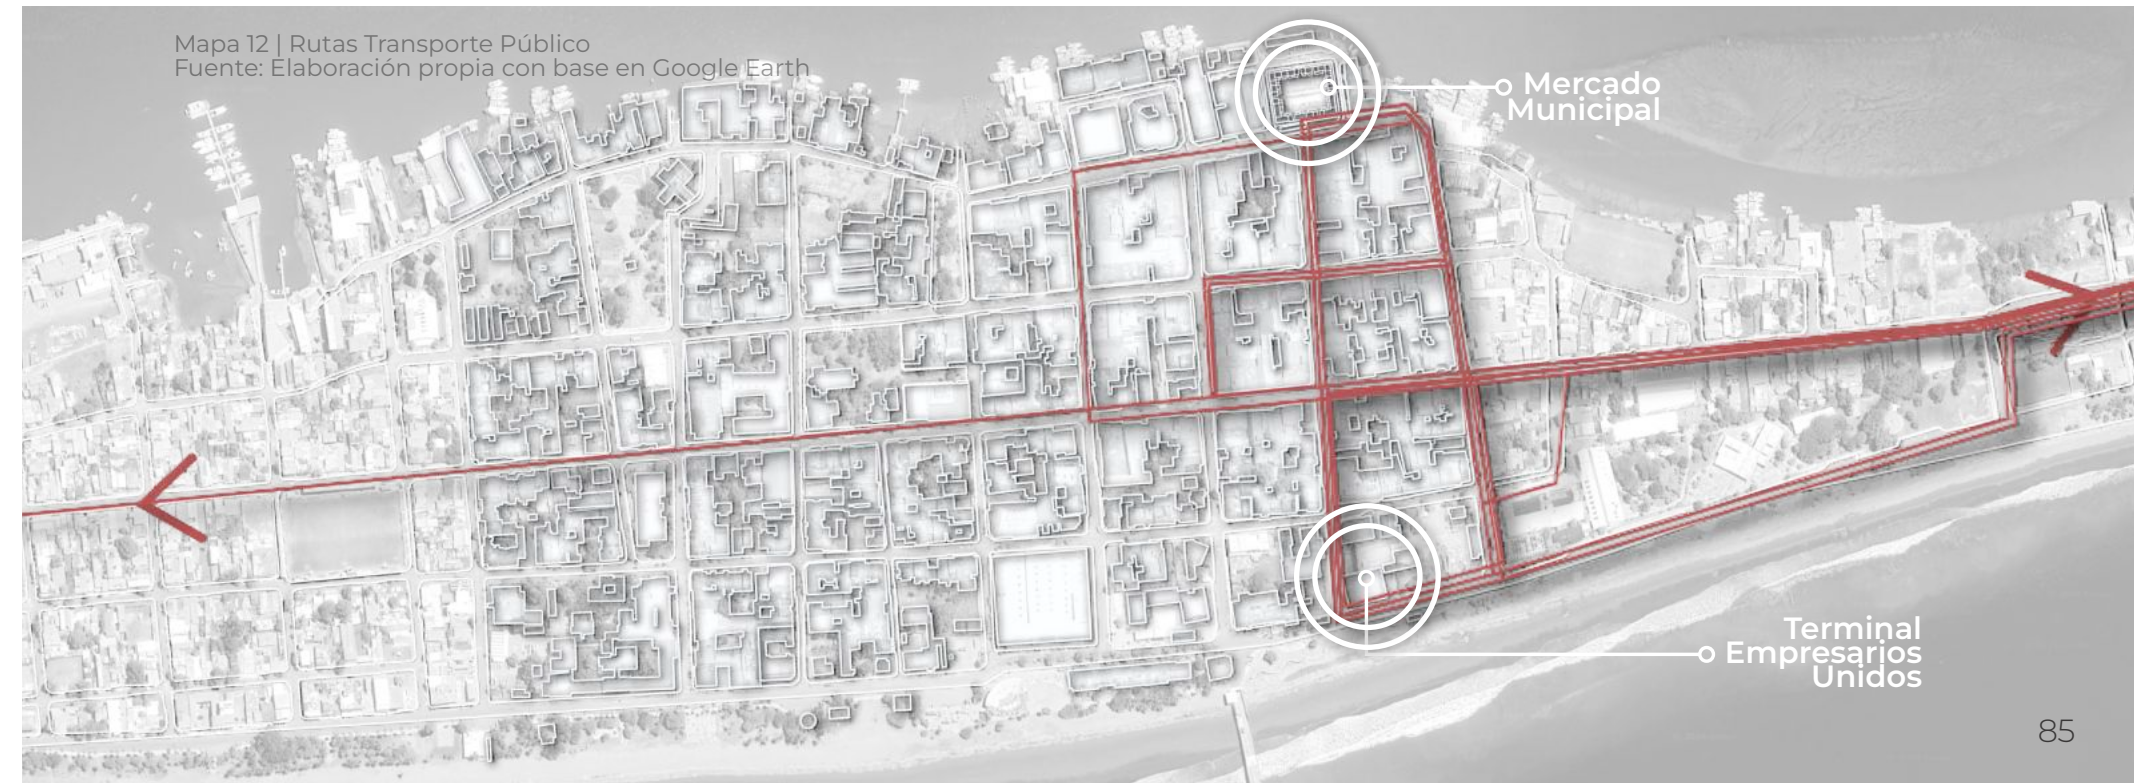 Mapa 12 | Rutas Transporte Público
Fuente: Elaboración propia con base en Google Earth
Mercado
Municipal
Terminal
Empresarios
Unidos
85